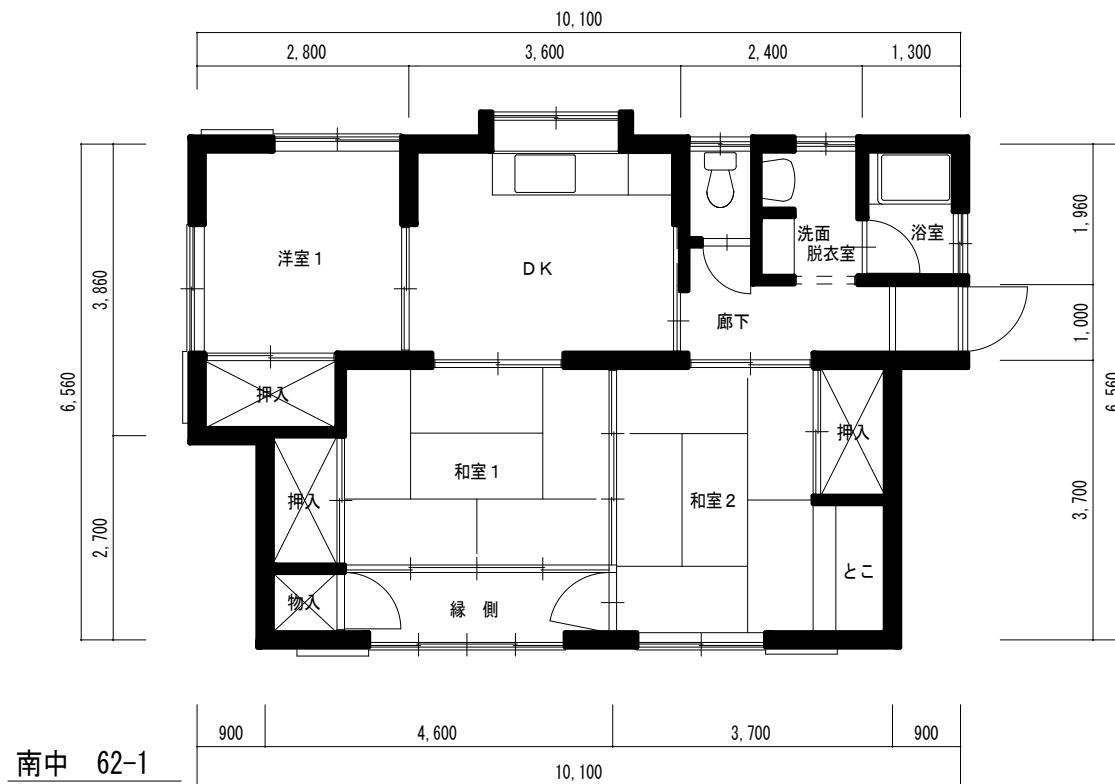 10,100
2,800 3,600 2,400 1,300
洋室1
DK
洗面
脱衣室
浴室
廊下
押入
押入
物入
和室1
縁 側
和室2
押入
とこ
3,860
6,560
2,700
1,960
1,000
6,560
3,700
900 4,600 3,700 900
10,100
南中 62-1